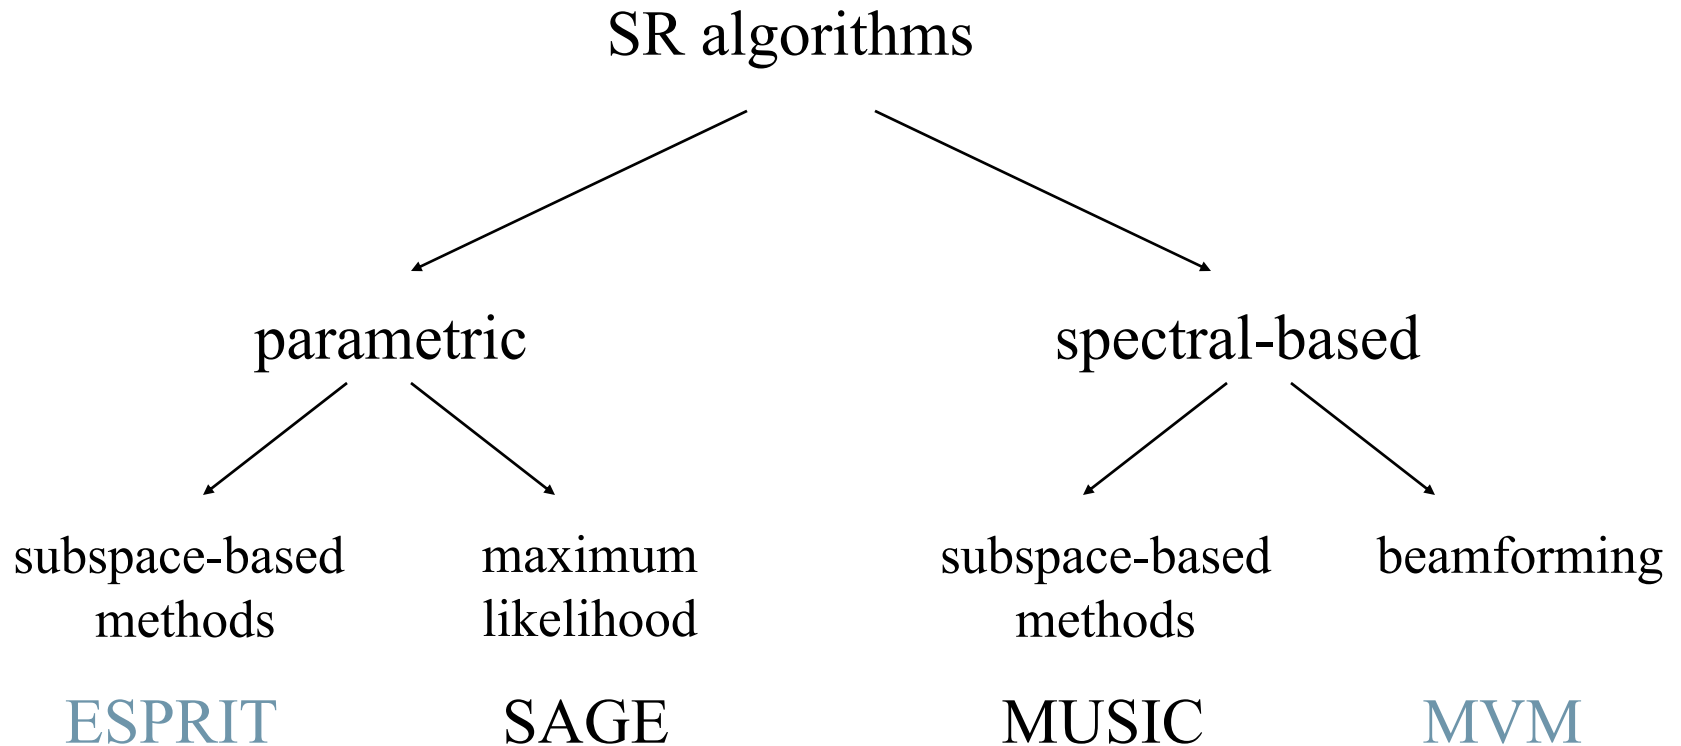 SR algorithms
parametric
spectral-based
subspace-based
methods
maximum
likelihood
subspace-based
methods
beamforming
ESPRIT
SAGE
MUSIC
MVM